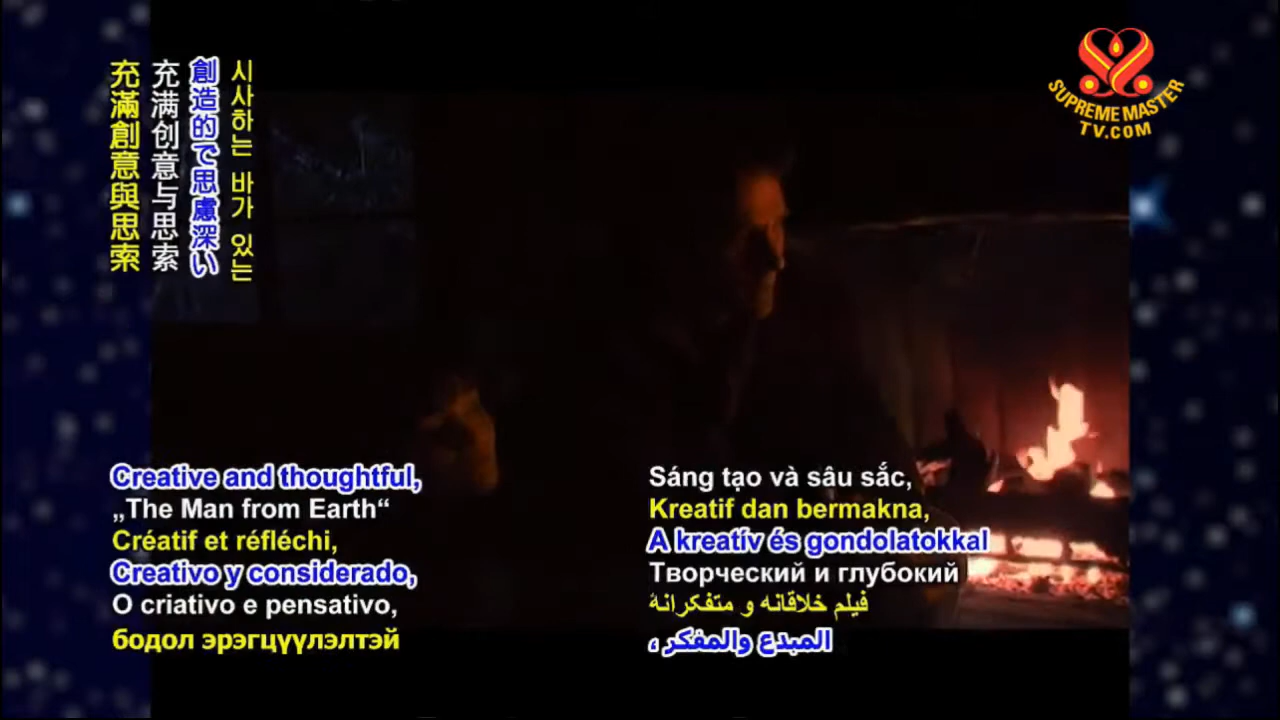 시사하는 바가 있는
創造的で思慮深い
充满创意与思索
充滿創意與思索
SUPREME MASTER
TV.COM
Creative and thoughtful,
„The Man from Earth“
Créatif et réfléchi,
Creativo y considerado,
O criativo e pensativo,
бодол эрэгцүүлэлтэй
Sáng tạo và sâu sắc,
Kreatif dan bermakna,
A kreatív és gondolatokkal
Творческий и глубокий
فیلم خلاقانه و متفکرانهٔ
المبدع والمفكر ،